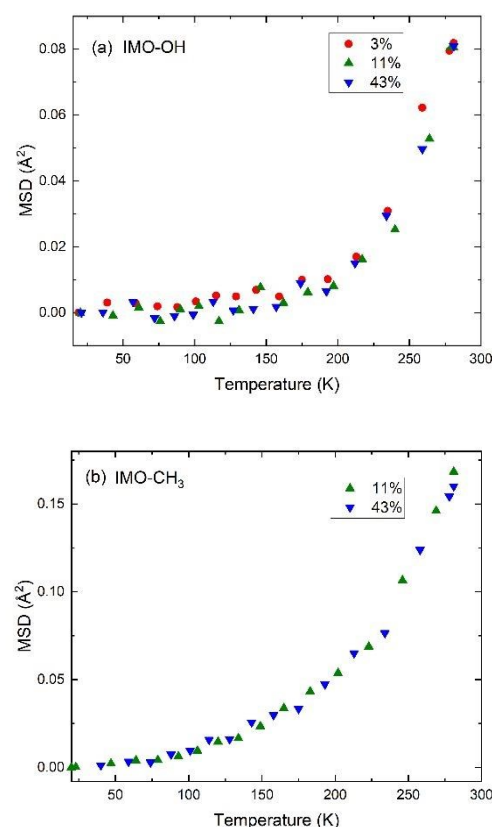 (a) IMO-OH
3%
11%
43%
0.08
0.06
0.04
0.02
0.00
MSD (Å²)
50 100 150 200 250 300
Temperature (K)
(b) IMO-CH₃
11%
43%
0.15
0.10
0.05
0.00
MSD (Å²)
50 100 150 200 250 300
Temperature (K)